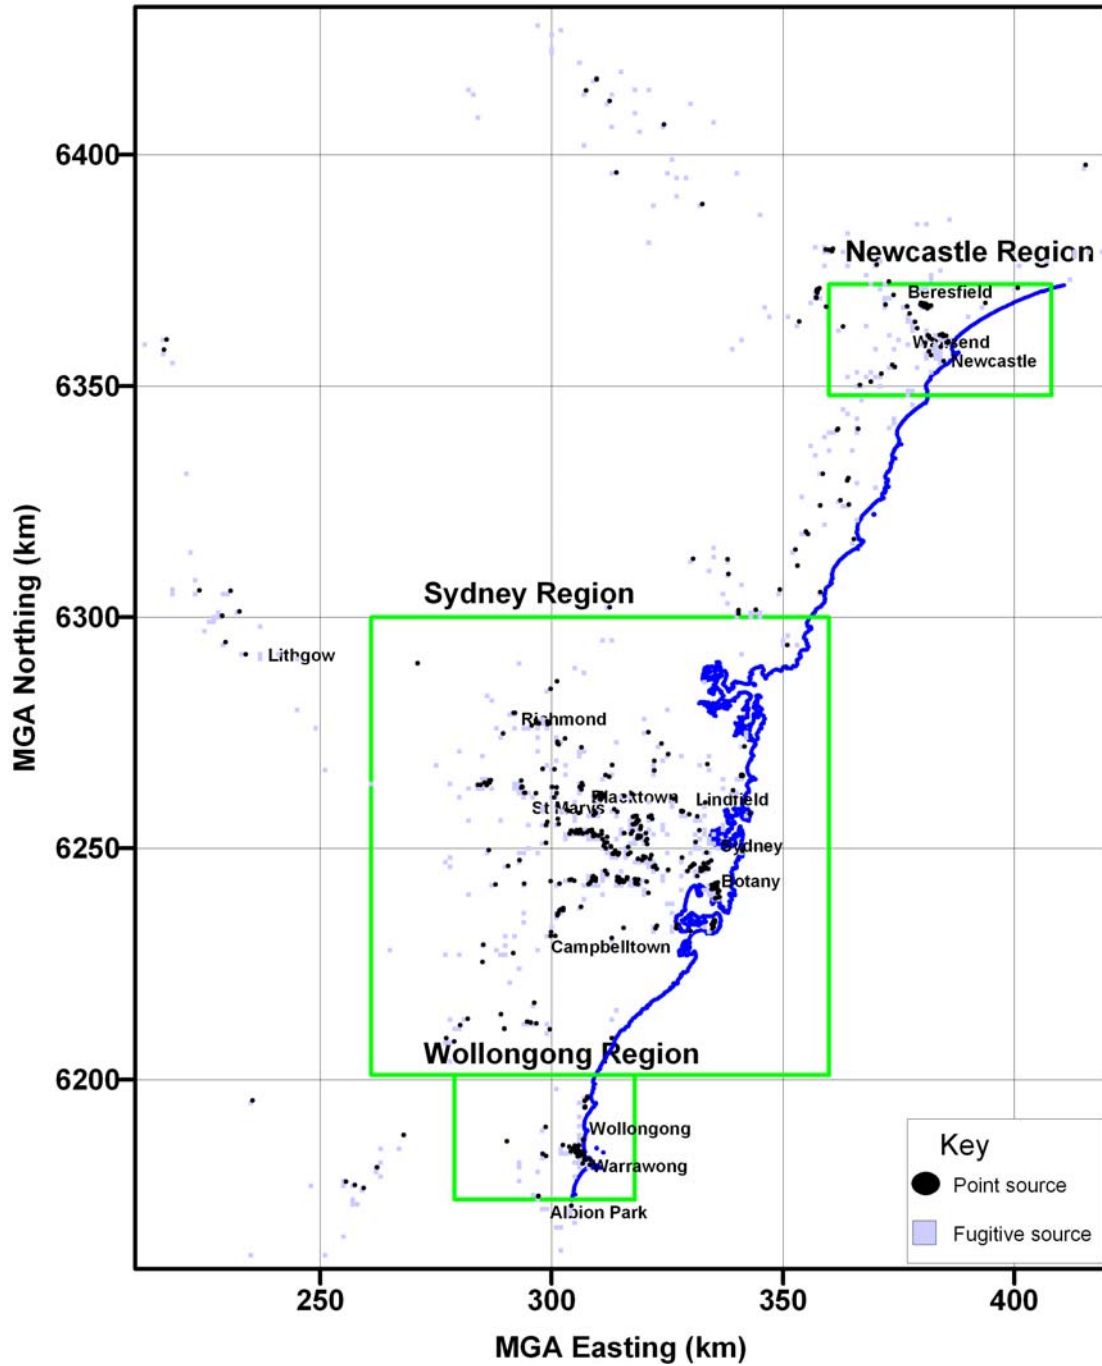 6400
Newcastle Region
Beresfield
Wallsend
Newcastle
6350
MGA Northing (km)
6300
Sydney Region
Lithgow
Richmond
Blacktown
Lindfield
St Marys
6250
Sydney
Botany
Campbelltown
Wollongong Region
6200
Wollongong
Warrawong
Albion Park
Key
Point source
Fugitive source
250
300
350
400
MGA Easting (km)